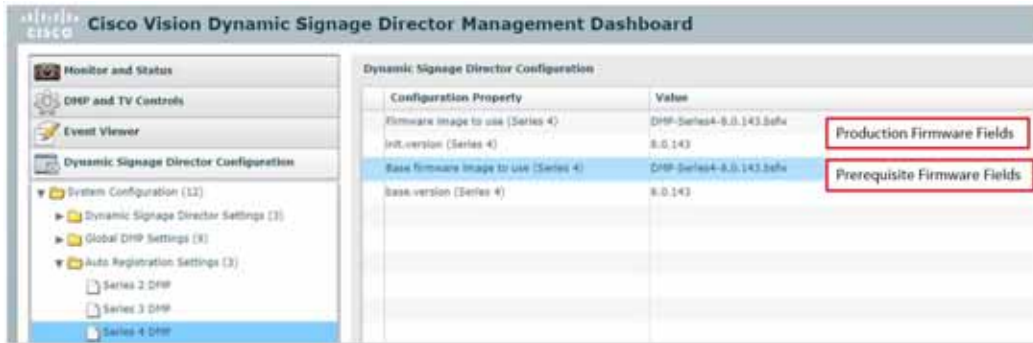 CISCO
Cisco Vision Dynamic Signage Director Management Dashboard
Monitor and Status
DMP and TV Controls
Event Viewer
Dynamic Signage Director Configuration
System Configuration (12)
Dynamic Signage Director Settings (3)
Global DMP Settings (9)
Auto Registration Settings (3)
Series 2 DMP
Series 3 DMP
Series 4 DMP
Dynamic Signage Director Configuration
Configuration Property Value
Firmware image to use (Series 4) DMP-Series4-8.0.143.bsfw
init.version (Series 4) 8.0.143
Production Firmware Fields
Base firmware image to use (Series 4) DMP-Series4-8.0.143.bsfw
base.version (Series 4) 8.0.143
Prerequisite Firmware Fields